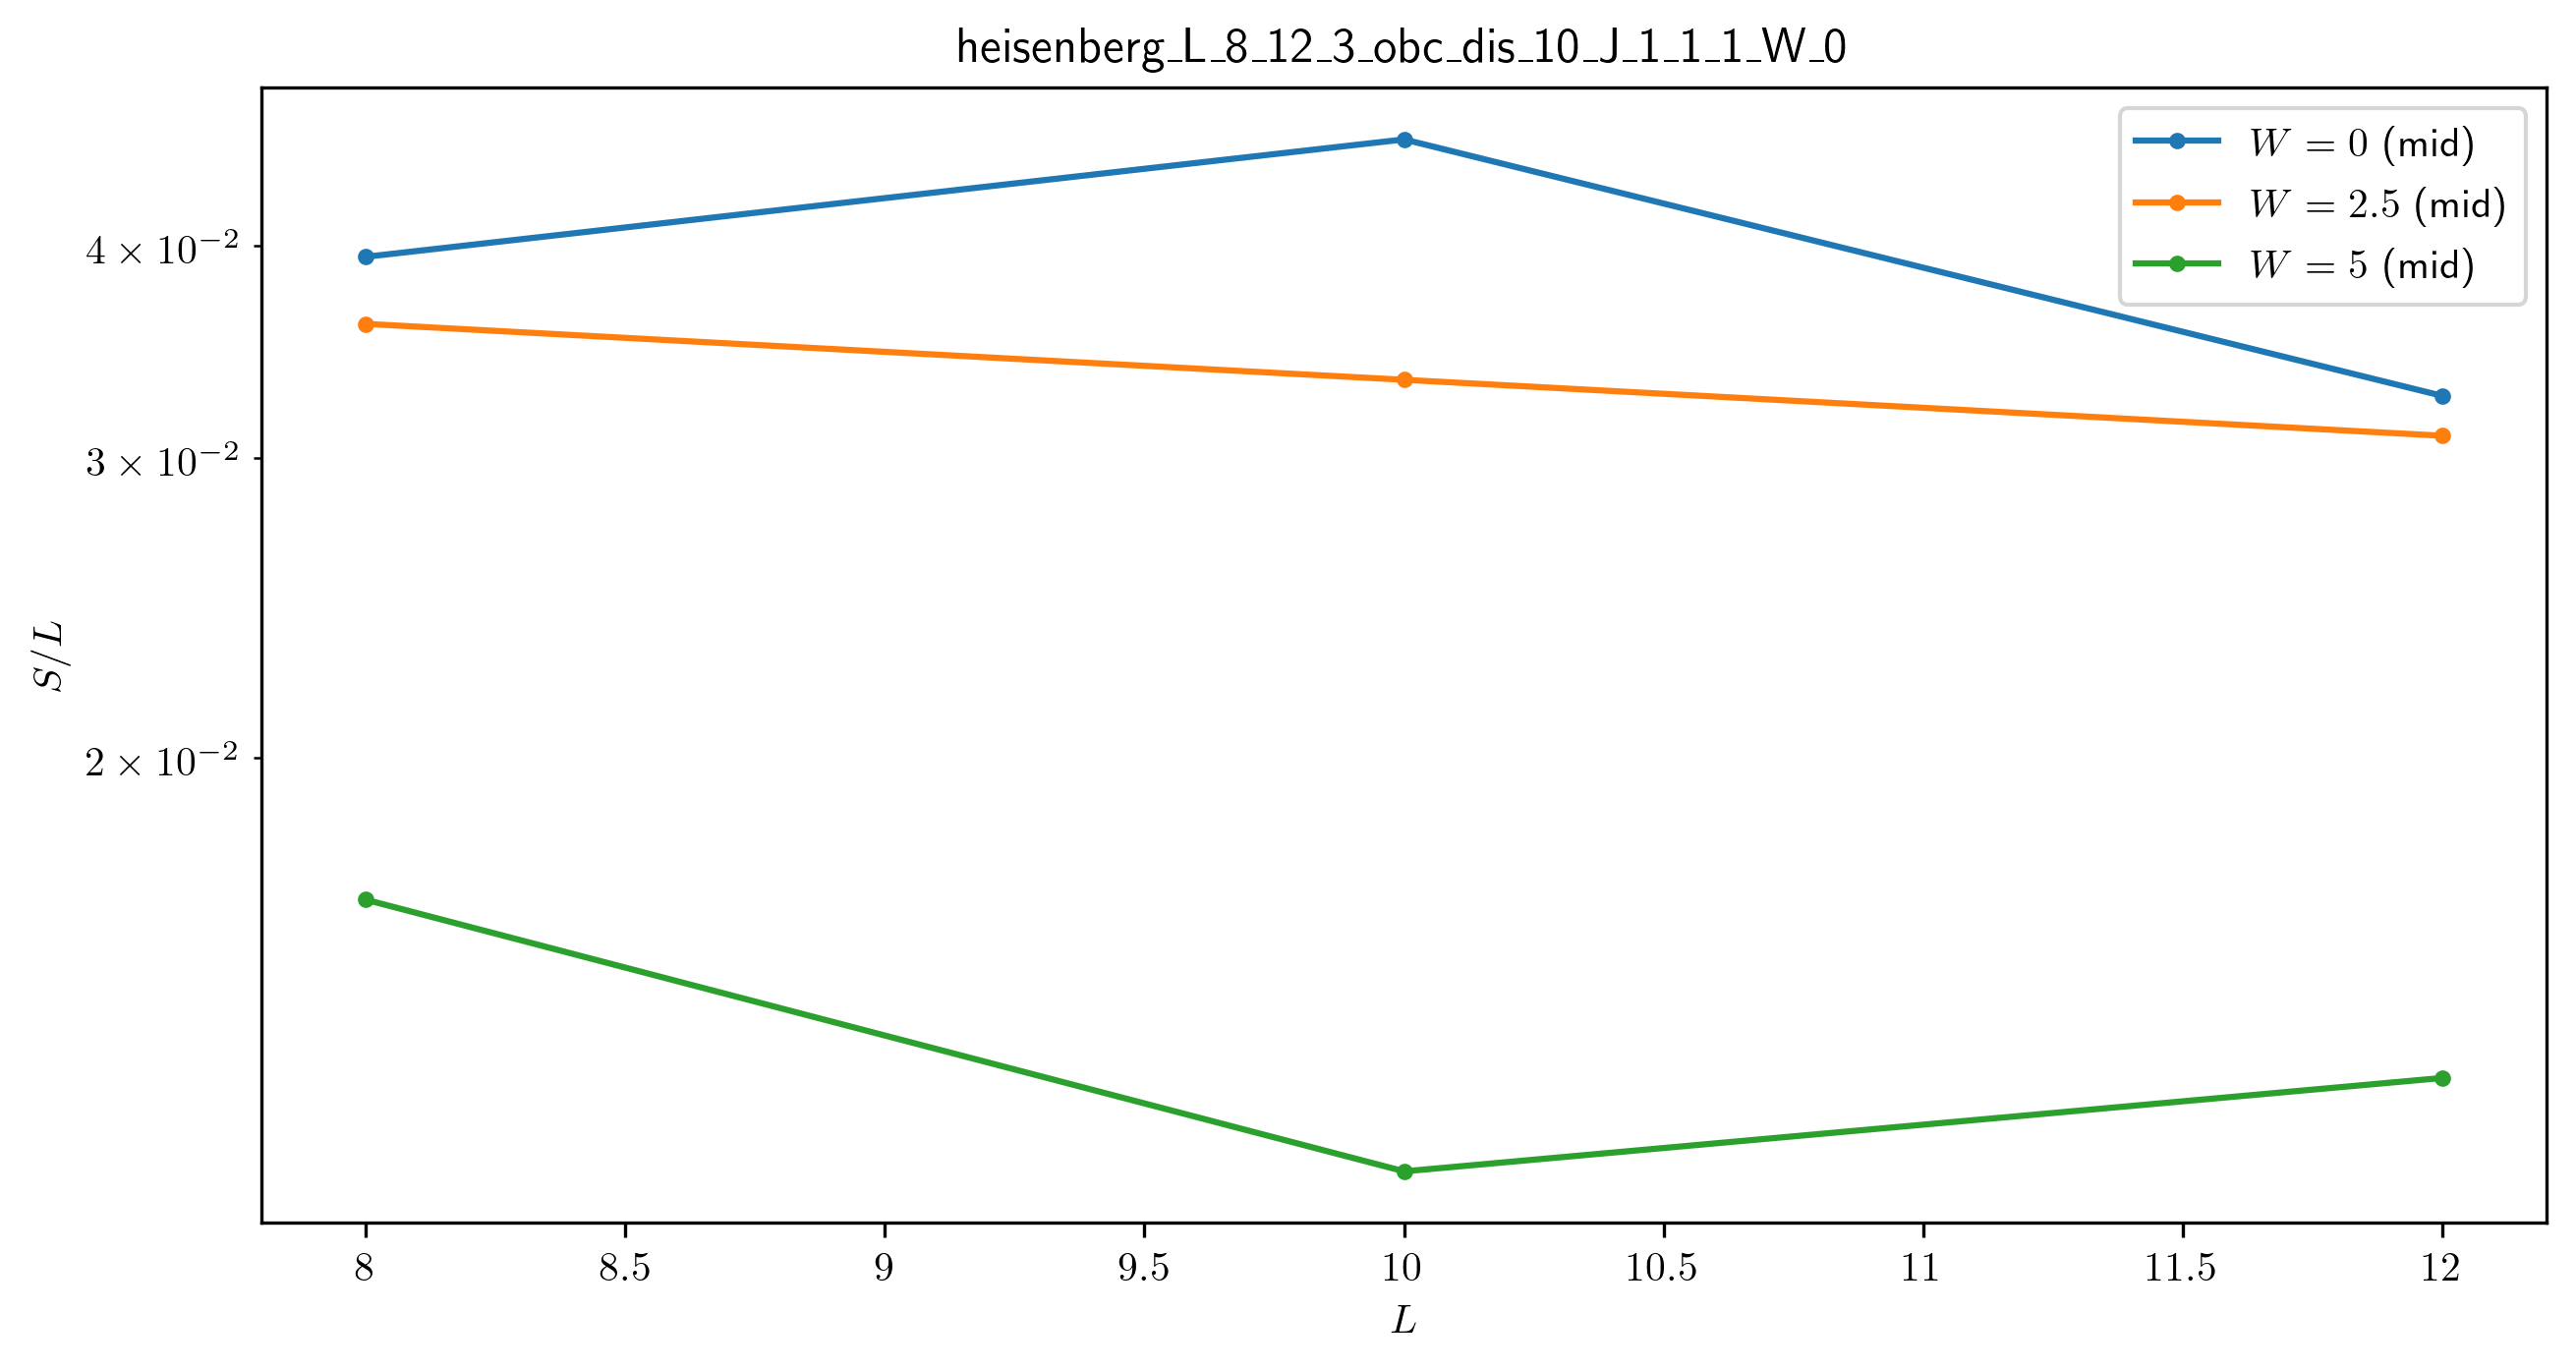 heisenberg_L_8_12_3_obc_dis_10_J_1_1_1_W_0
W = 0 (mid)
W = 2.5 (mid)
W = 5 (mid)
4 × 10⁻²
3 × 10⁻²
2 × 10⁻²
S/L
8 8.5 9 9.5 10 10.5 11 11.5 12
L